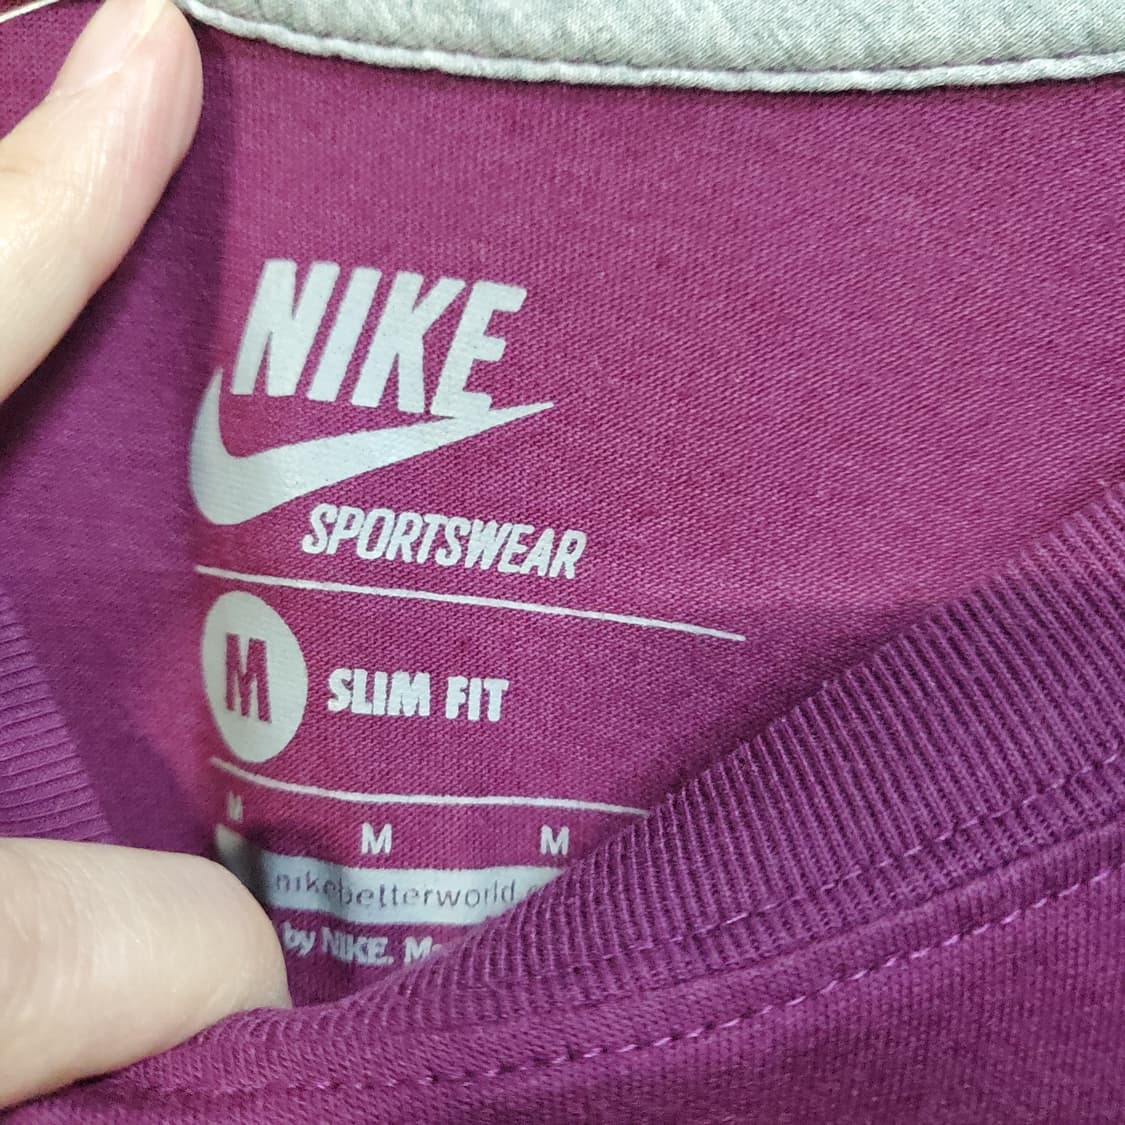 NIKE
SPORTSWEAR
M SLIM FIT
M M M
nikebetterworld
by NIKE.